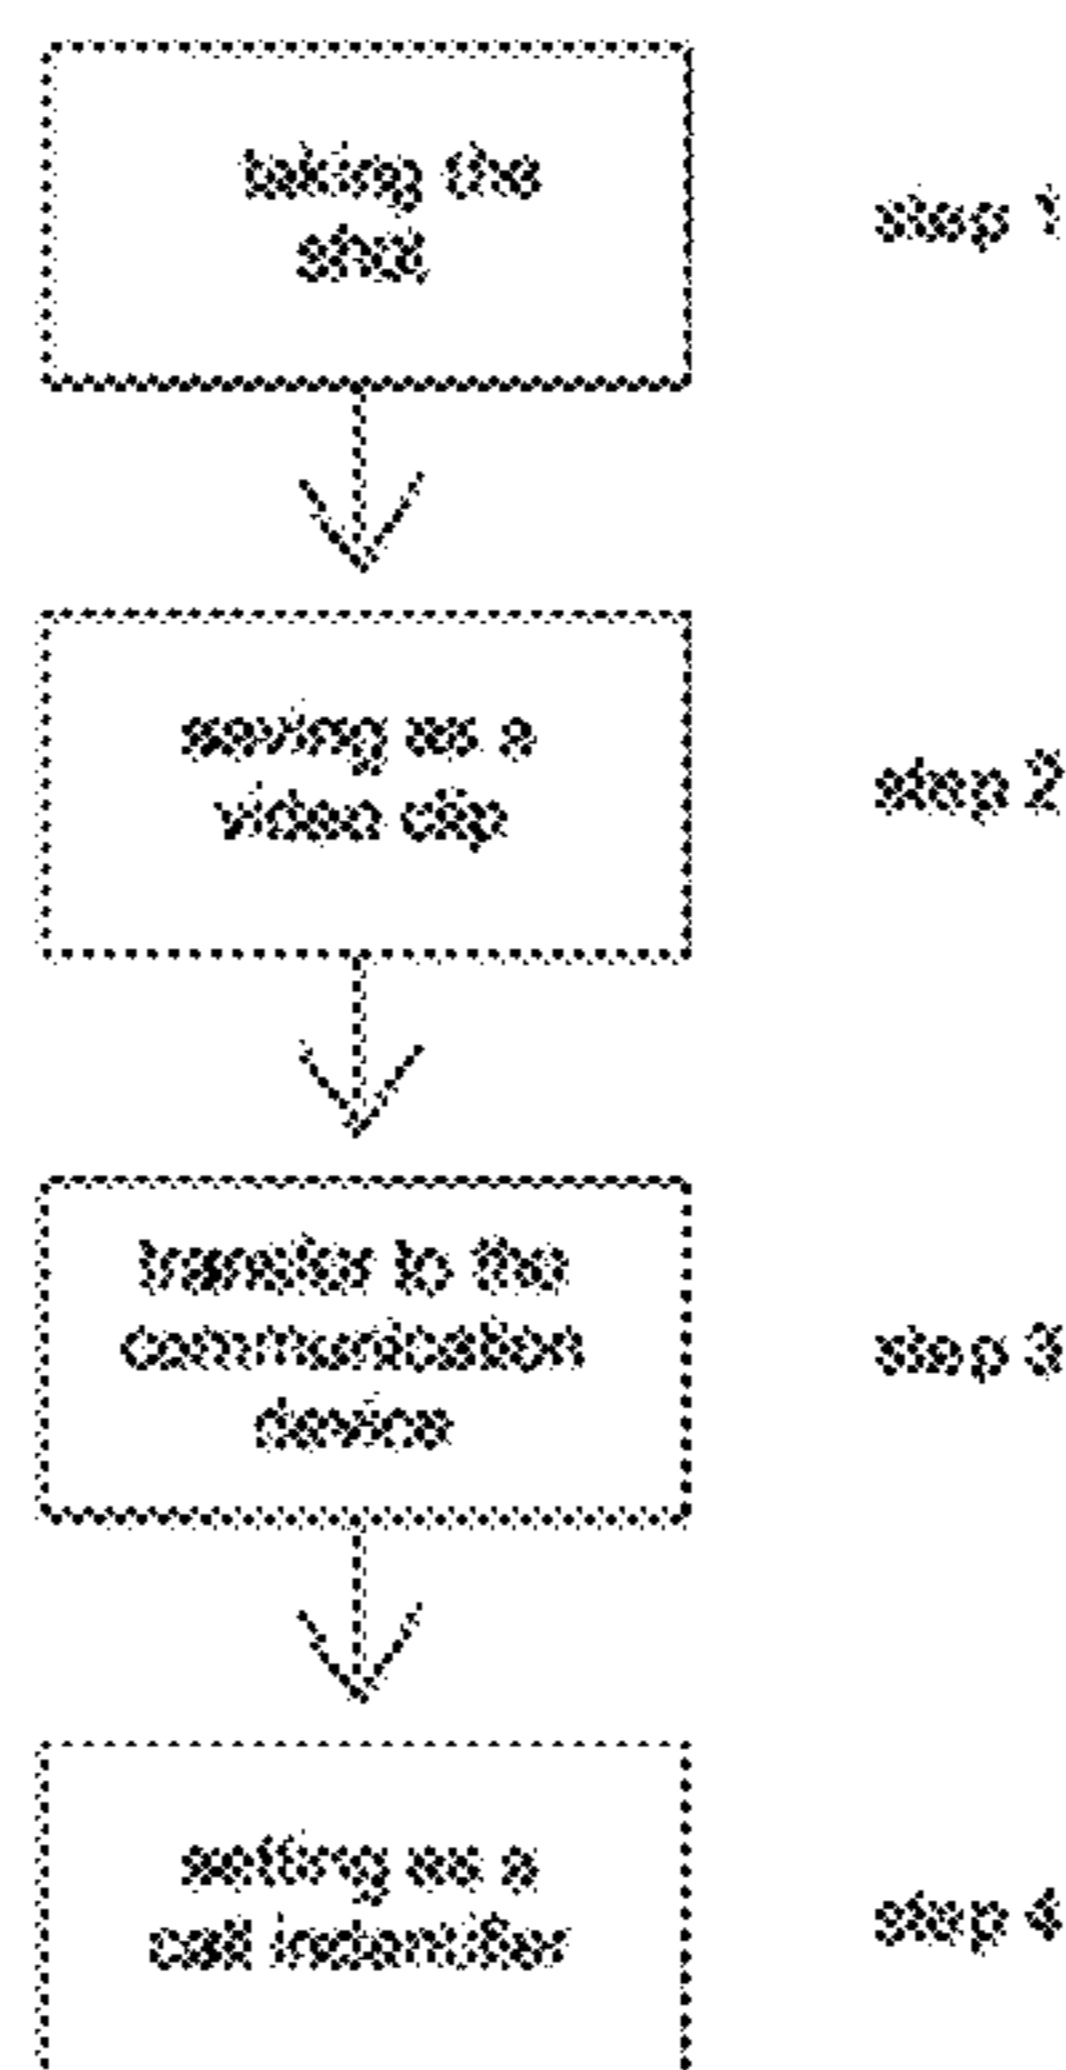 taking the
shot
step 1
saving as a
video clip
step 2
transfer to the
communication
device
step 3
setting as a
call indentifier
step 4